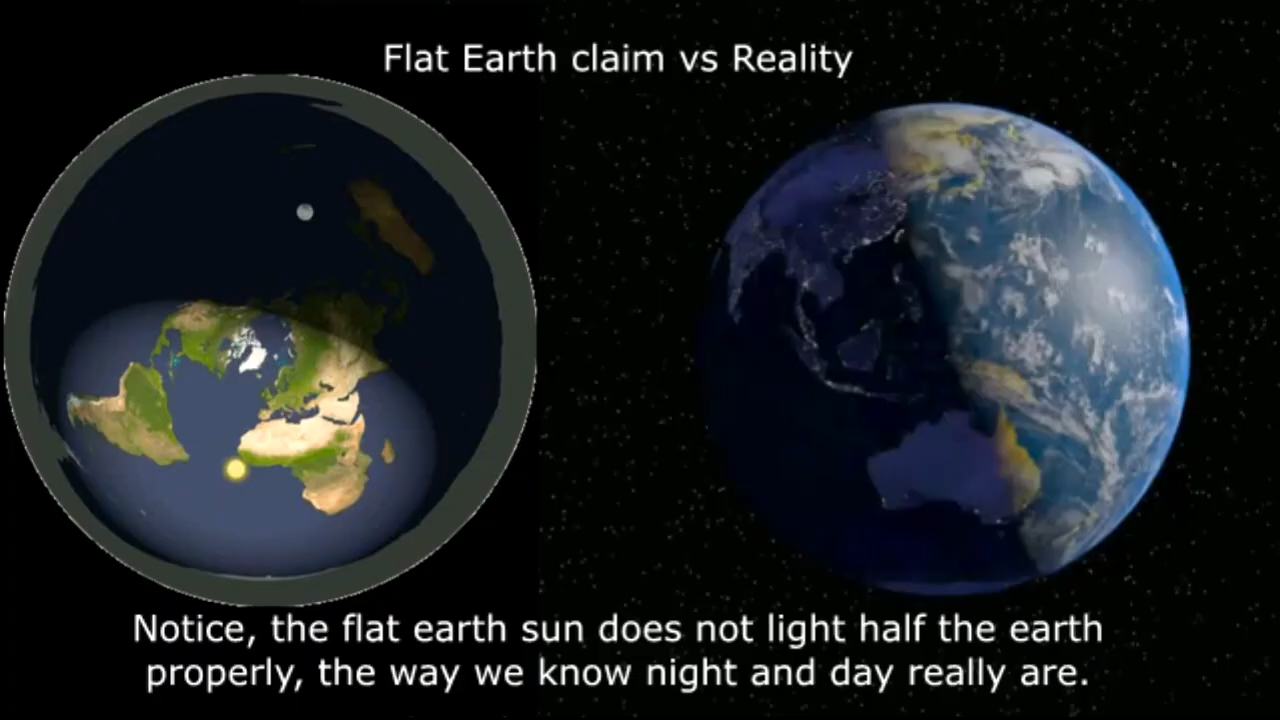 Flat Earth claim vs Reality
Notice, the flat earth sun does not light half the earth
properly, the way we know night and day really are.